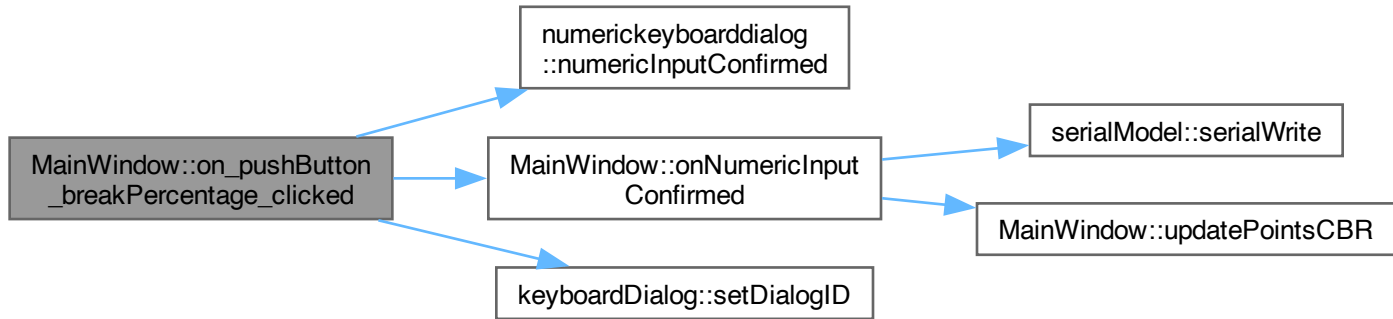 MainWindow::on_pushButton
_breakPercentage_clicked
numerickeyboarddialog
::numericInputConfirmed
MainWindow::onNumericInput
Confirmed
keyboardDialog::setDialogID
serialModel::serialWrite
MainWindow::updatePointsCBR